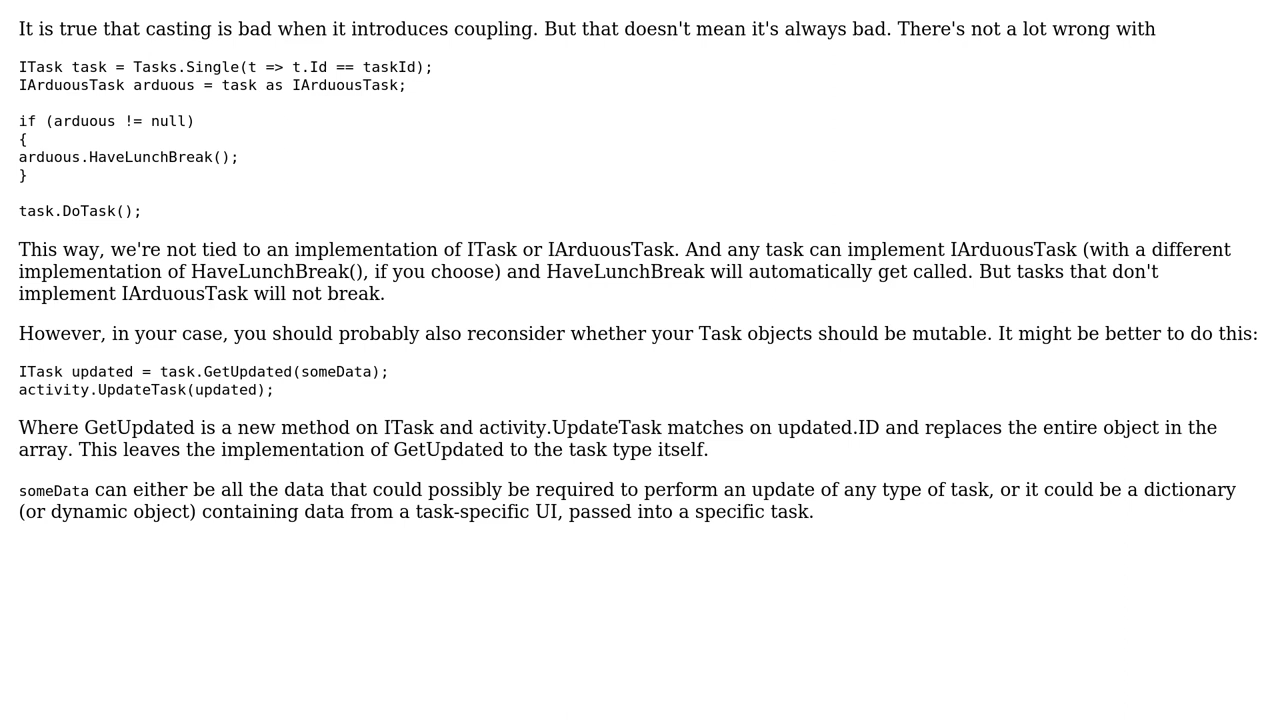 It is true that casting is bad when it introduces coupling. But that doesn't mean it's always bad. There's not a lot wrong with
ITask task = Tasks.Single(t => t.Id == taskId);
IArduousTask arduous = task as IArduousTask;
if (arduous != null)
{
arduous.HaveLunchBreak();
}
task.DoTask();
This way, we're not tied to an implementation of ITask or IArduousTask. And any task can implement IArduousTask (with a different
implementation of HaveLunchBreak(), if you choose) and HaveLunchBreak will automatically get called. But tasks that don't
implement IArduousTask will not break.
However, in your case, you should probably also reconsider whether your Task objects should be mutable. It might be better to do this:
ITask updated = task.GetUpdated(someData);
activity.UpdateTask(updated);
Where GetUpdated is a new method on ITask and activity.UpdateTask matches on updated.ID and replaces the entire object in the
array. This leaves the implementation of GetUpdated to the task type itself.
someData can either be all the data that could possibly be required to perform an update of any type of task, or it could be a dictionary
(or dynamic object) containing data from a task-specific UI, passed into a specific task.